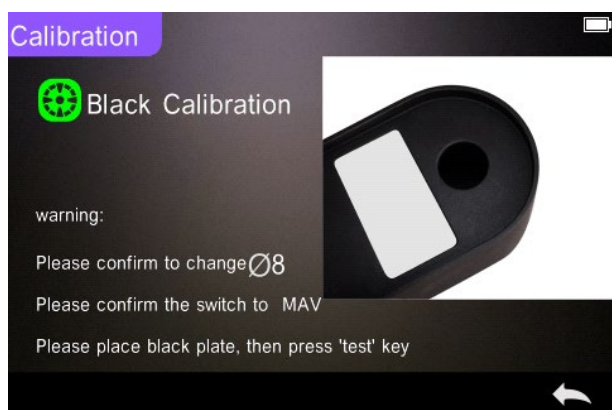 Calibration
Black Calibration
warning:
Please confirm to change Ø8
Please confirm the switch to MAV
Please place black plate, then press 'test' key